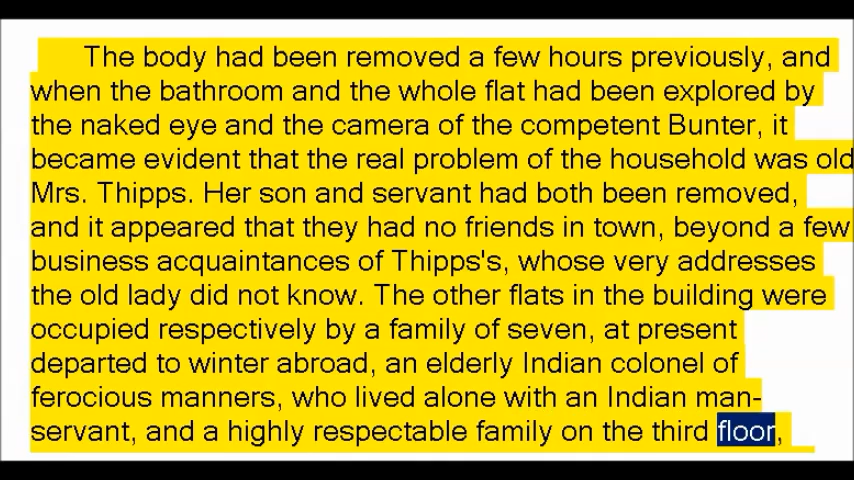 The body had been removed a few hours previously, and
when the bathroom and the whole flat had been explored by
the naked eye and the camera of the competent Bunter, it
became evident that the real problem of the household was old
Mrs. Thipps. Her son and servant had both been removed,
and it appeared that they had no friends in town, beyond a few
business acquaintances of Thipps's, whose very addresses
the old lady did not know. The other flats in the building were
occupied respectively by a family of seven, at present
departed to winter abroad, an elderly Indian colonel of
ferocious manners, who lived alone with an Indian man-
servant, and a highly respectable family on the third floor,